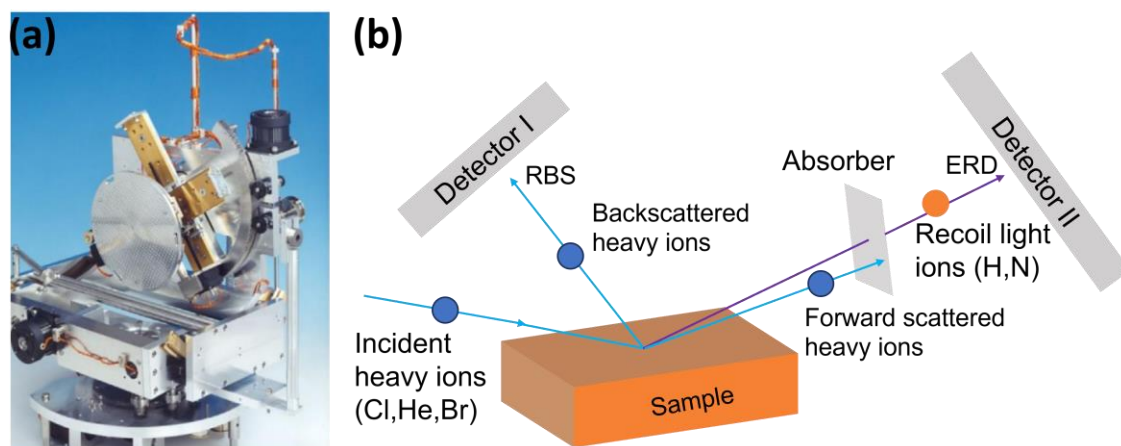 (a)
(b)
Detector I
RBS
Backscattered
heavy ions
Absorber
ERD
Detector II
Recoil light
ions (H,N)
Forward scattered
heavy ions
Incident
heavy ions
(Cl,He,Br)
Sample